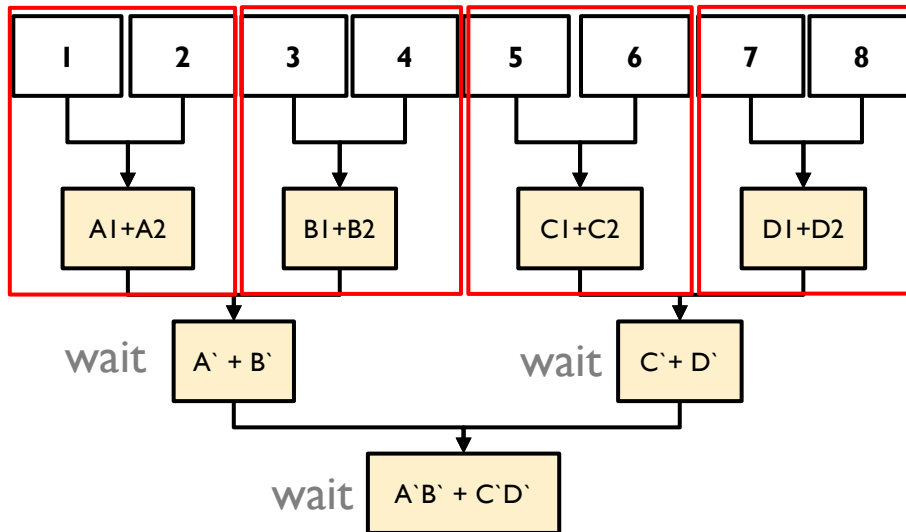 1 2 3 4 5 6 7 8
A1+A2 B1+B2 C1+C2 D1+D2
wait A` + B` wait C`+ D`
wait A`B` + C`D`